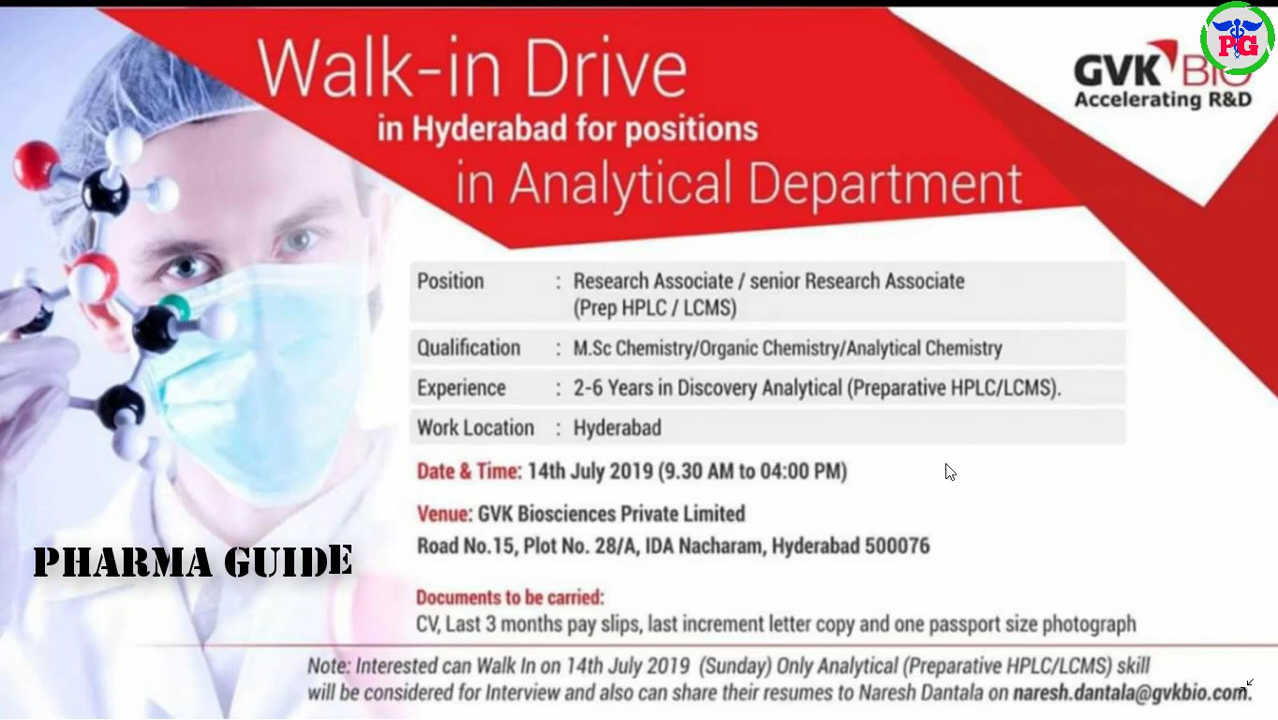 Walk-in Drive
in Hyderabad for positions
in Analytical Department
GVK BIO
Accelerating R&D
PG
Position : Research Associate / senior Research Associate
(Prep HPLC / LCMS)
Qualification : M.Sc Chemistry/Organic Chemistry/Analytical Chemistry
Experience : 2-6 Years in Discovery Analytical (Preparative HPLC/LCMS).
Work Location : Hyderabad
Date & Time: 14th July 2019 (9.30 AM to 04:00 PM)
Venue: GVK Biosciences Private Limited
Road No.15, Plot No. 28/A, IDA Nacharam, Hyderabad 500076
PHARMA GUIDE
Documents to be carried:
CV, Last 3 months pay slips, last increment letter copy and one passport size photograph
Note: Interested can Walk In on 14th July 2019 (Sunday) Only Analytical (Preparative HPLC/LCMS) skill
will be considered for Interview and also can share their resumes to Naresh Dantala on naresh.dantala@gvkbio.com.